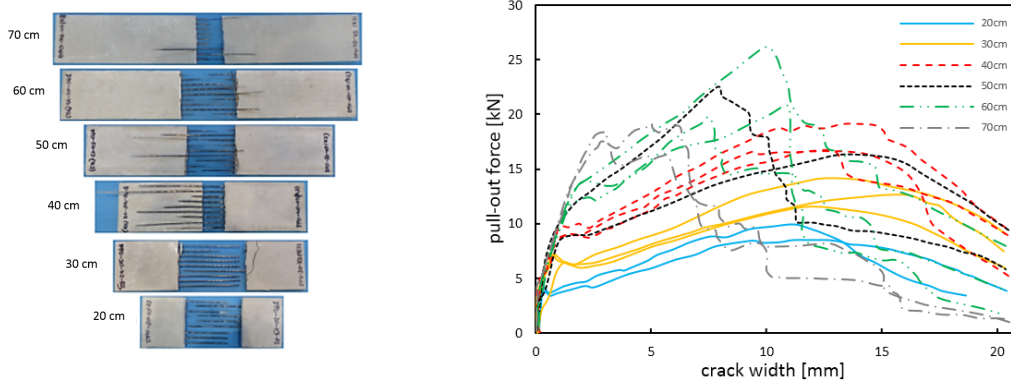 70 cm
60 cm
50 cm
40 cm
30 cm
20 cm
pull-out force [kN]
30
25
20
15
10
5
0
20cm
30cm
40cm
50cm
60cm
70cm
0 5 10 15 20
crack width [mm]